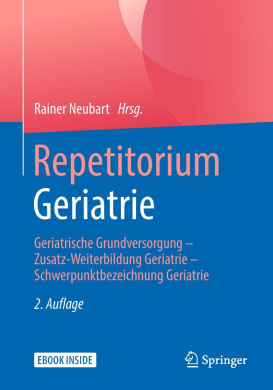 Rainer Neubart Hrsg.
Repetitorium
Geriatrie
Geriatrische Grundversorgung –
Zusatz-Weiterbildung Geriatrie –
Schwerpunktbezeichnung Geriatrie
2. Auflage
EBOOK INSIDE
Springer